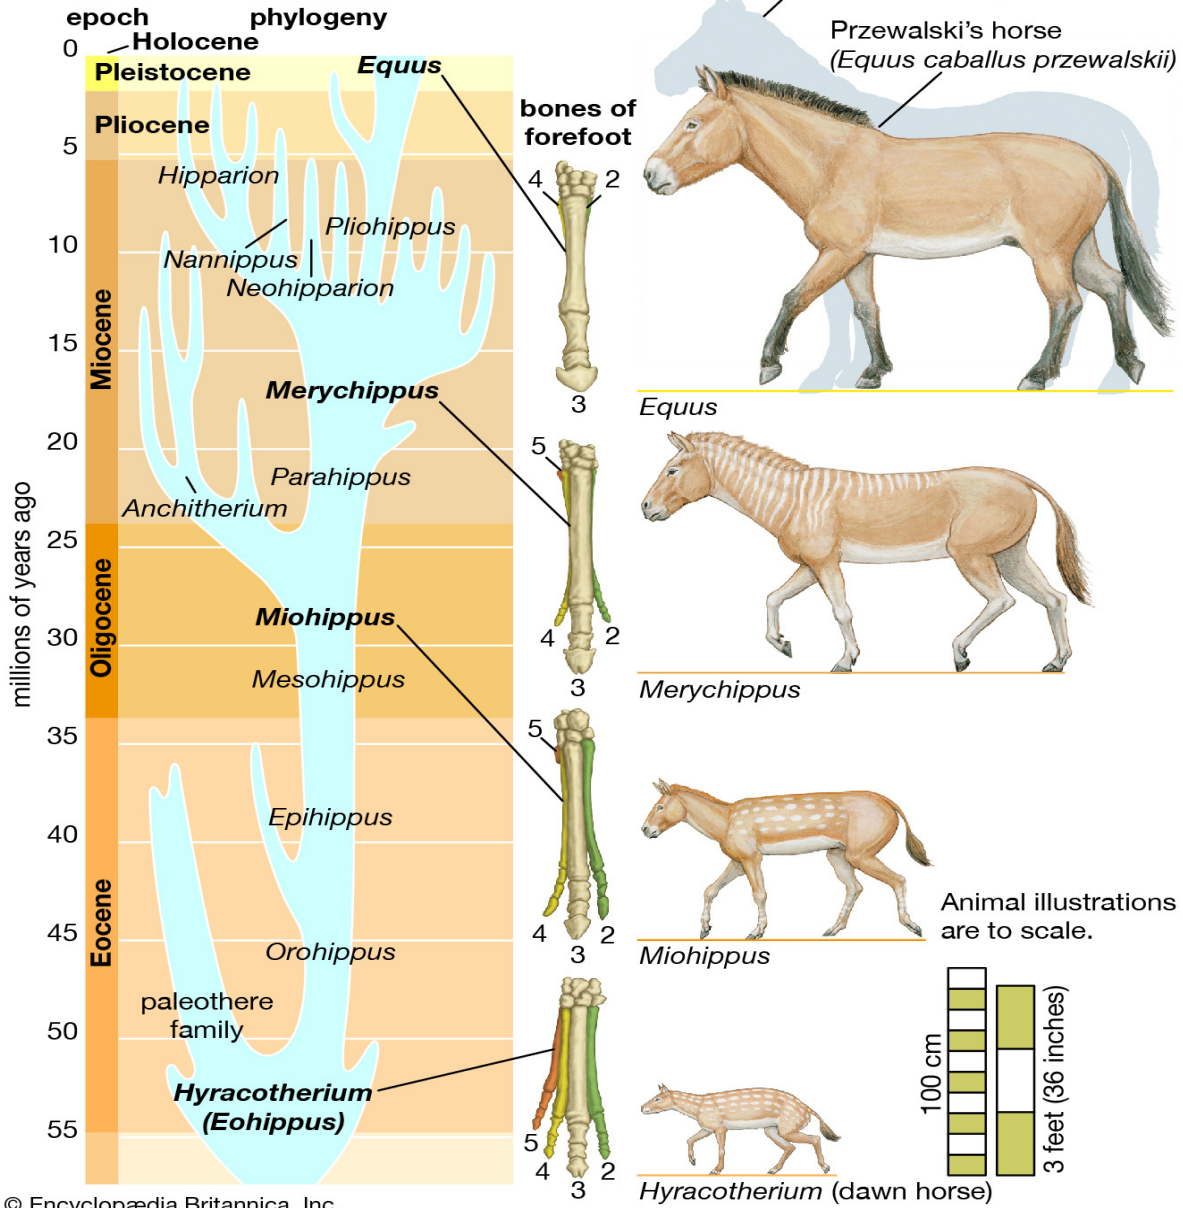 epoch
phylogeny
0
Holocene
Pleistocene
Equus
Pliocene
5
Hipparion
Pliohippus
10
Nannippus
Neohipparion
Miocene
15
Merychippus
20
Parahippus
Anchitherium
millions of years ago
25
Oligocene
Miohippus
30
Mesohippus
35
Epihippus
40
Eocene
45
Orohippus
paleothere
family
50
Hyracotherium
(Eohippus)
55
© Encyclopædia Britannica, Inc.
bones of
forefoot
4
2
3
5
4
2
3
5
4
2
3
5
4
2
3
Przewalski's horse
(Equus caballus przewalskii)
Equus
Merychippus
Miohippus
Animal illustrations
are to scale.
100 cm
3 feet (36 inches)
Hyracotherium (dawn horse)